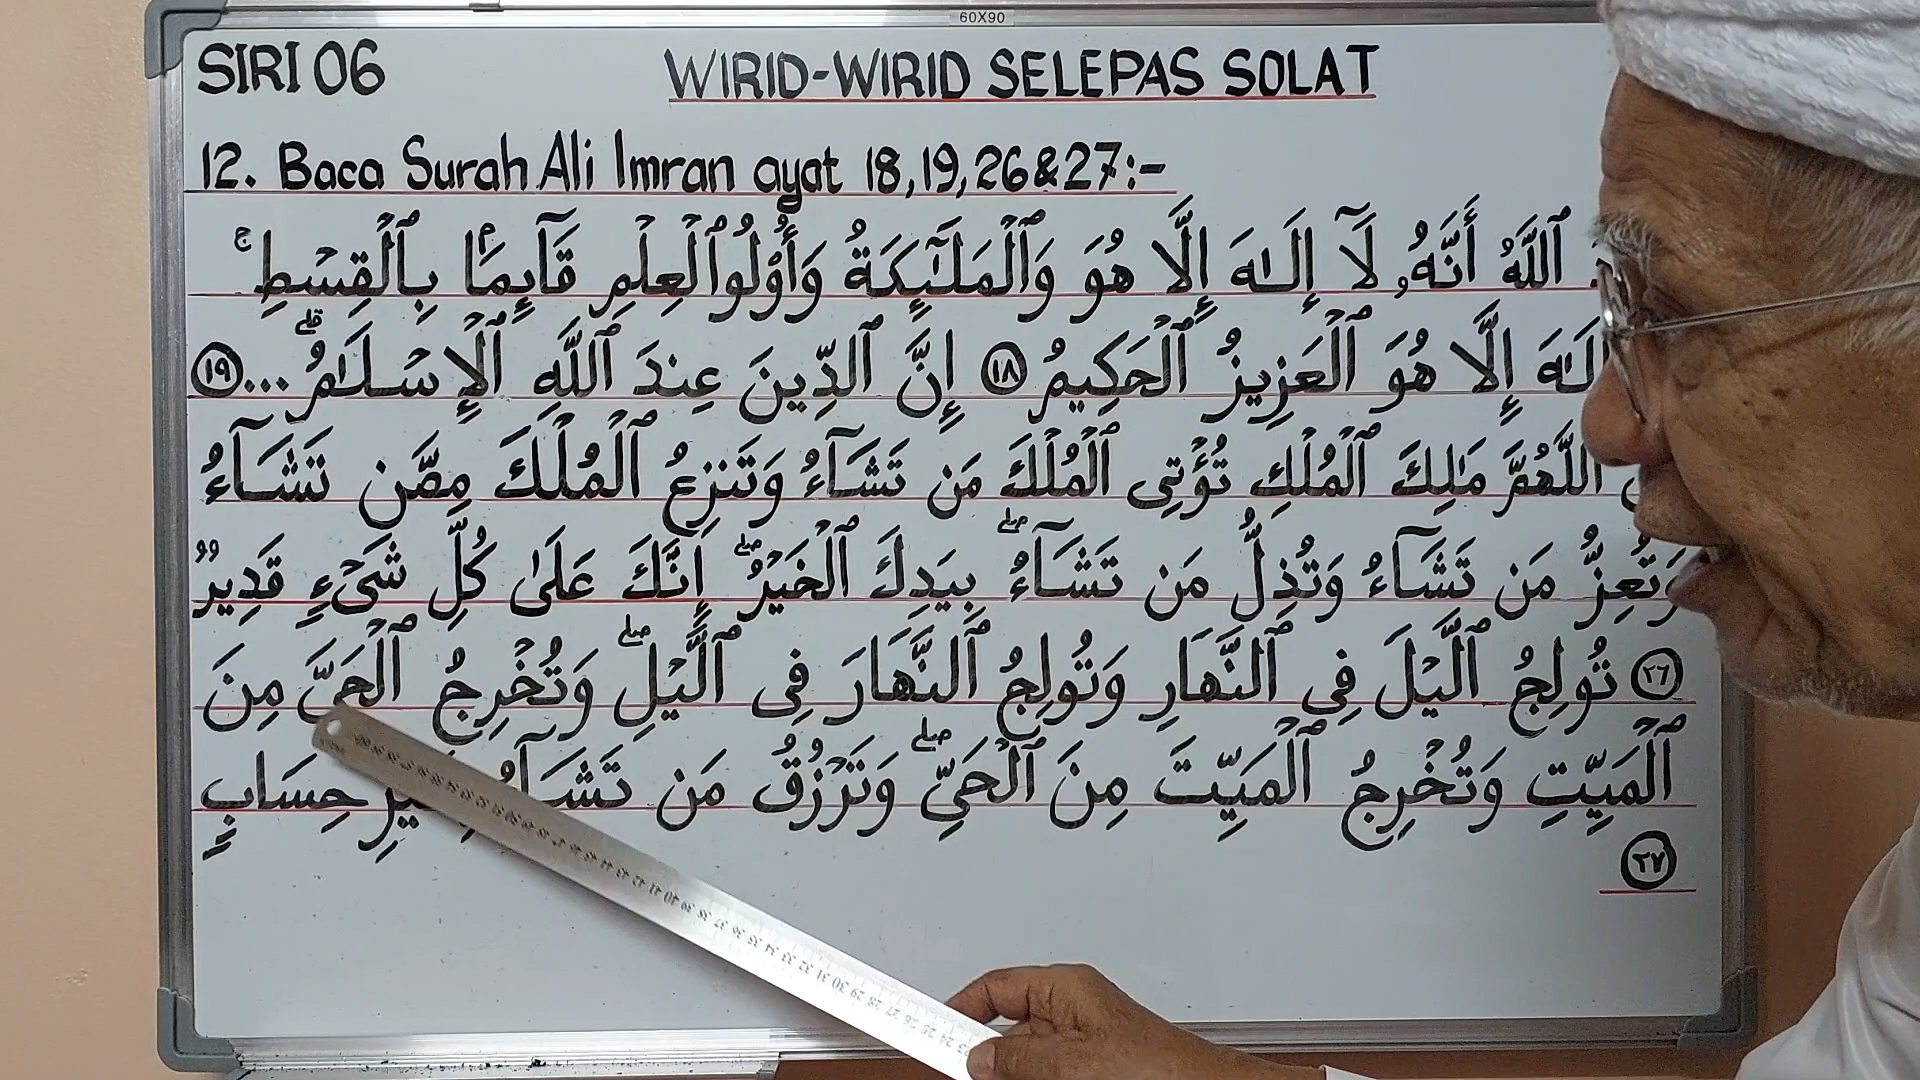 60X90
SIRI 06 WIRID-WIRID SELEPAS SOLAT
12. Baca Surah Ali Imran ayat 18,19,26&27:-
ٱللَّهُ أَنَّهُۥ لَآ إِلَـٰهَ إِلَّا هُوَ وَٱلْمَلَـٰٓئِكَةُ وَأُو۟لُوا۟ ٱلْعِلْمِ قَآئِمَۢا بِٱلْقِسْطِ ۚ
إِلَّا هُوَ ٱلْعَزِيزُ ٱلْحَكِيمُ ١٨ إِنَّ ٱلدِّينَ عِندَ ٱللَّهِ ٱلْإِسْلَـٰمُ ۗ ... ١٩
ٱللَّهُمَّ مَـٰلِكَ ٱلْمُلْكِ تُؤْتِى ٱلْمُلْكَ مَن تَشَآءُ وَتَنزِعُ ٱلْمُلْكَ مِمَّن تَشَآءُ
وَتُعِزُّ مَن تَشَآءُ وَتُذِلُّ مَن تَشَآءُ ۖ بِيَدِكَ ٱلْخَيْرُ ۖ إِنَّكَ عَلَىٰ كُلِّ شَىْءٍ قَدِيرٌ
٢٦ تُولِجُ ٱلَّيْلَ فِى ٱلنَّهَارِ وَتُولِجُ ٱلنَّهَارَ فِى ٱلَّيْلِ ۖ وَتُخْرِجُ ٱلْحَىَّ مِنَ
ٱلْمَيِّتِ وَتُخْرِجُ ٱلْمَيِّتَ مِنَ ٱلْحَىِّ ۖ وَتَرْزُقُ مَن تَشَآءُ حِسَابٍ
٢٧